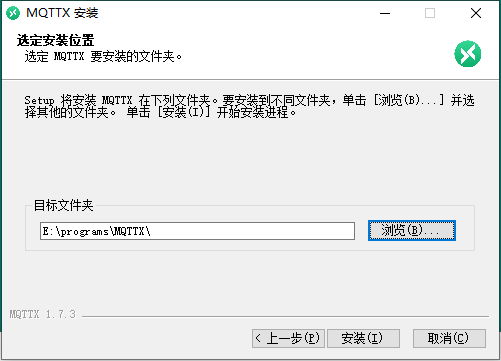 MQTTX 安装
选定安装位置
选定 MQTTX 要安装的文件夹。
Setup 将安装 MQTTX 在下列文件夹。要安装到不同文件夹，单击 [浏览(B)...] 并选
择其他的文件夹。 单击 [安装(I)] 开始安装进程。
目标文件夹
E:\programs\MQTTX\
浏览(B)...
MQTTX 1.7.3
< 上一步(P)
安装(I)
取消(C)